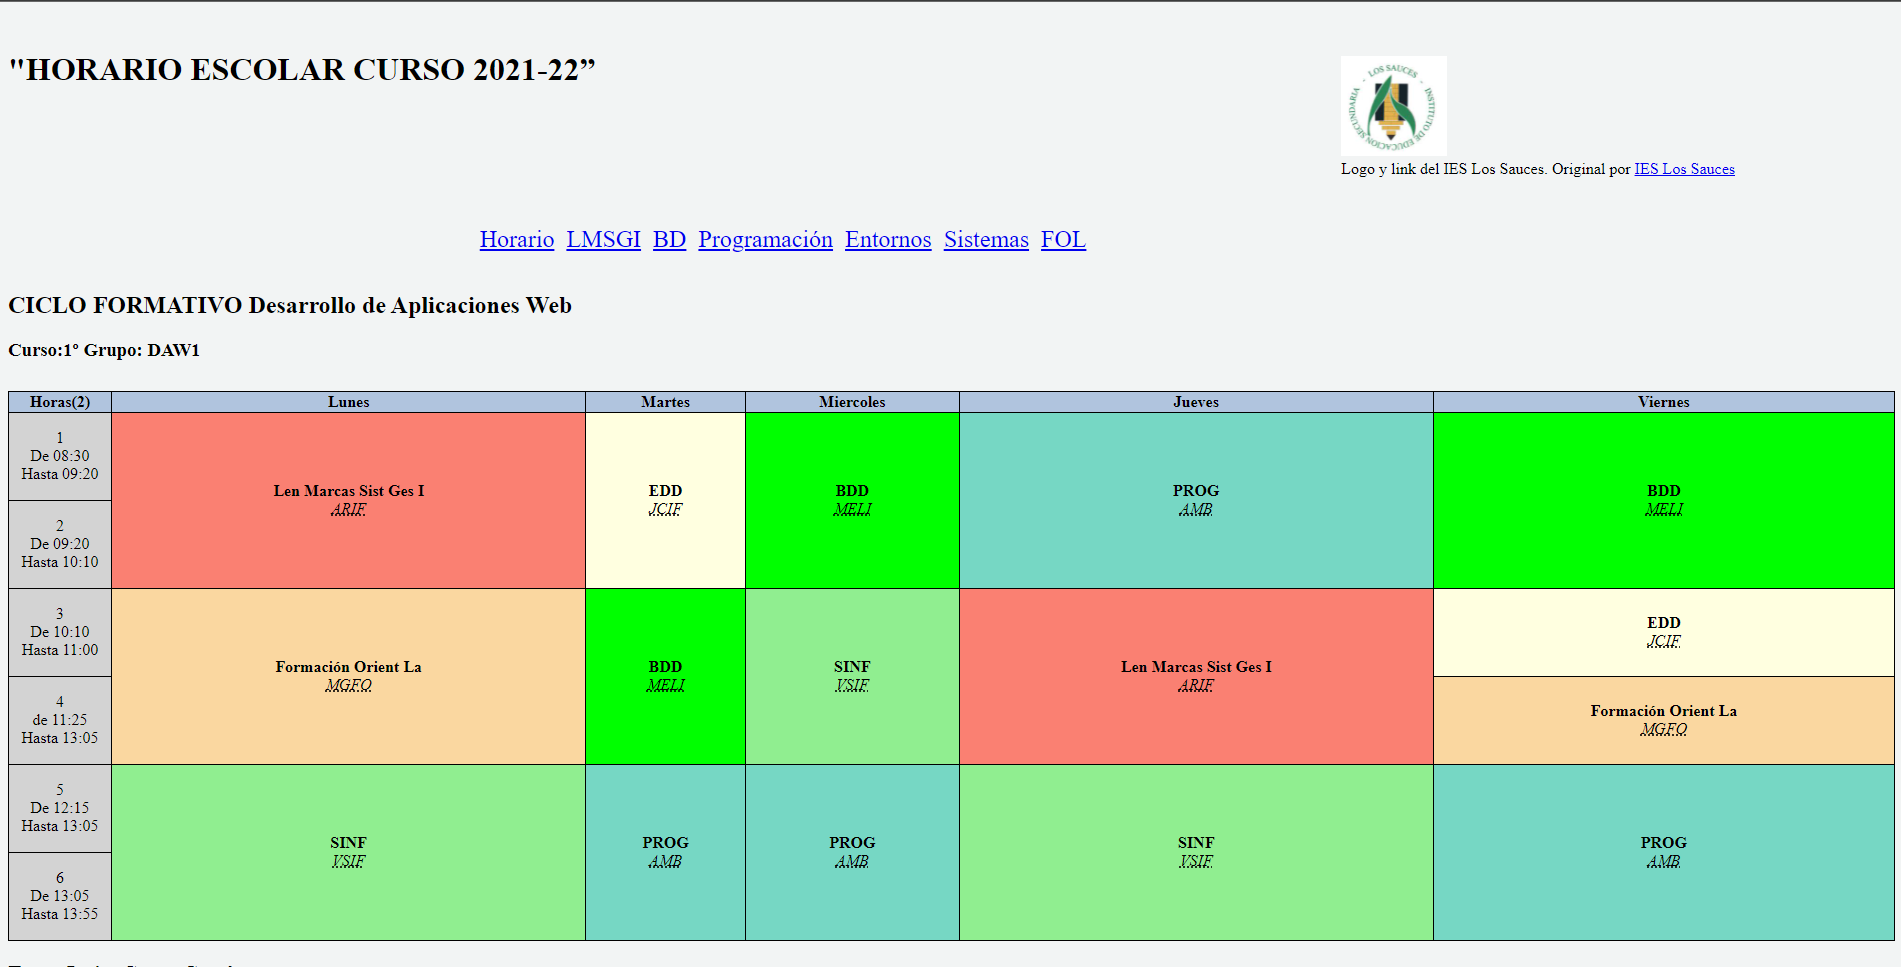 "HORARIO ESCOLAR CURSO 2021-22”
· LOS SAUCES ·
INSTITUTO DE EDUCACION SECUNDARIA
Logo y link del IES Los Sauces. Original por IES Los Sauces
Horario LMSGI BD Programación Entornos Sistemas FOL
CICLO FORMATIVO Desarrollo de Aplicaciones Web
Curso:1º Grupo: DAW1
Horas(2) Lunes Martes Miercoles Jueves Viernes
1
De 08:30
Hasta 09:20
Len Marcas Sist Ges I
ARIF
EDD
JCIF
BDD
MELI
PROG
AMB
BDD
MELI
2
De 09:20
Hasta 10:10
3
De 10:10
Hasta 11:00
Formación Orient La
MGFO
BDD
MELI
SINF
VSIF
Len Marcas Sist Ges I
ARIF
EDD
JCIF
4
de 11:25
Hasta 13:05
Formación Orient La
MGFO
5
De 12:15
Hasta 13:05
SINF
VSIF
PROG
AMB
PROG
AMB
SINF
VSIF
PROG
AMB
6
De 13:05
Hasta 13:55